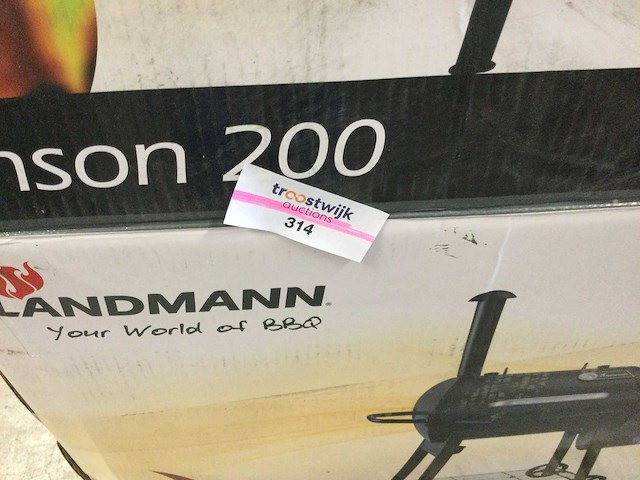 nson 200
troostwijk
auctions
314
LANDMANN
Your World of BBQ